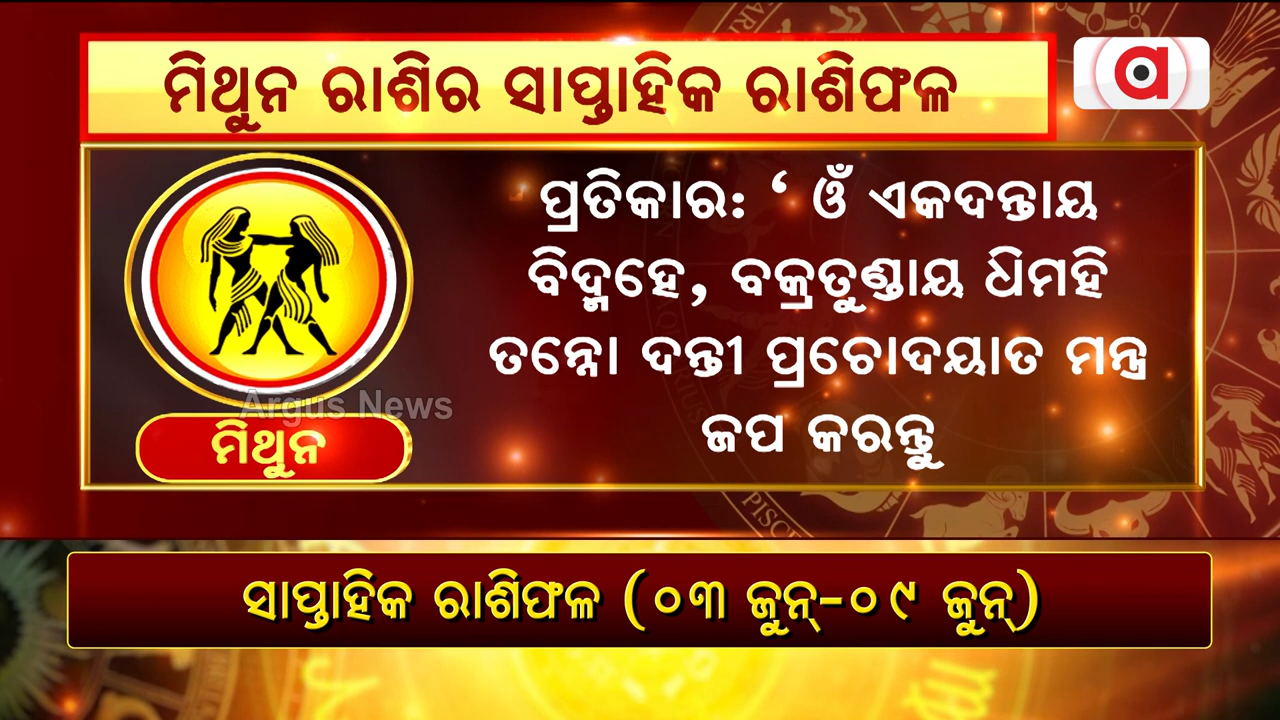 ମିଥୁନ ରାଶିର ସାପ୍ତାହିକ ରାଶିଫଳ
a
ପ୍ରତିକାର: ‘ ଓଁ ଏକଦନ୍ତାୟ
ବିଦ୍ମହେ, ବକ୍ରତୁଣ୍ଡାୟ ଧିମହି
ତନ୍ନୋ ଦନ୍ତୀ ପ୍ରଚୋଦୟାତ ମନ୍ତ୍ର
ଜପ କରନ୍ତୁ
Argus News
ମିଥୁନ
PISC
ସାପ୍ତାହିକ ରାଶିଫଳ (୦୩ ଜୁନ୍-୦୯ ଜୁନ୍)